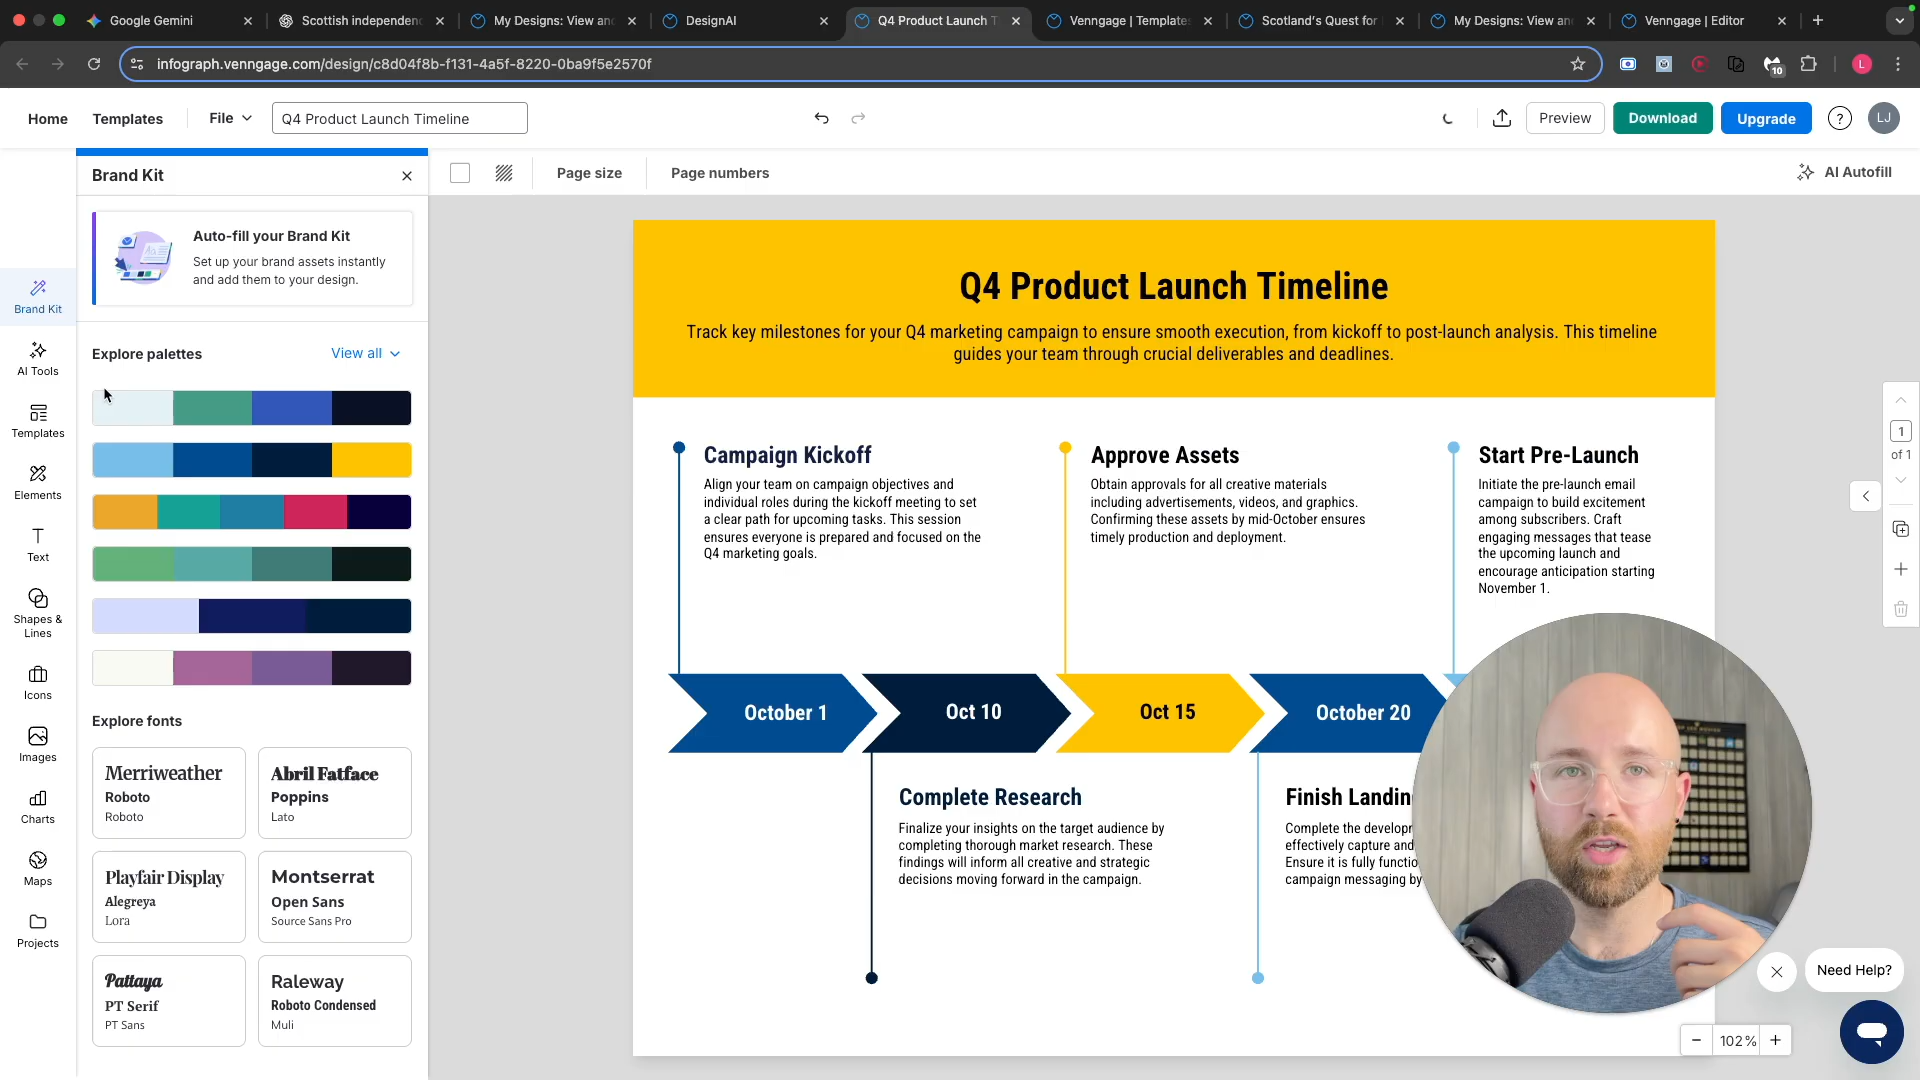 Google Gemini
Scottish independenc
My Designs: View an
DesignAI
Q4 Product Launch T
Venngage | Templates
Scotland's Quest for
My Designs: View an
Venngage | Editor
infograph.venngage.com/design/c8d04f8b-f131-4a5f-8220-0ba9f5e2570f
10
L
Home
Templates
File
Q4 Product Launch Timeline
Preview
Download
Upgrade
?
LJ
Brand Kit
Page size
Page numbers
AI Autofill
Auto-fill your Brand Kit
Set up your brand assets instantly
and add them to your design.
Brand Kit
AI Tools
Templates
Elements
Text
Shapes &
Lines
Icons
Images
Charts
Maps
Projects
Explore palettes
View all
Explore fonts
Merriweather
Roboto
Roboto
Abril Fatface
Poppins
Lato
Playfair Display
Alegreya
Lora
Montserrat
Open Sans
Source Sans Pro
Pattaya
PT Serif
PT Sans
Raleway
Roboto Condensed
Muli
Q4 Product Launch Timeline
Track key milestones for your Q4 marketing campaign to ensure smooth execution, from kickoff to post-launch analysis. This timeline
guides your team through crucial deliverables and deadlines.
Campaign Kickoff
Align your team on campaign objectives and
individual roles during the kickoff meeting to set
a clear path for upcoming tasks. This session
ensures everyone is prepared and focused on the
Q4 marketing goals.
Approve Assets
Obtain approvals for all creative materials
including advertisements, videos, and graphics.
Confirming these assets by mid-October ensures
timely production and deployment.
Start Pre-Launch
Initiate the pre-launch email
campaign to build excitement
among subscribers. Craft
engaging messages that tease
the upcoming launch and
encourage anticipation starting
November 1.
October 1
Oct 10
Oct 15
October 20
Complete Research
Finalize your insights on the target audience by
completing thorough market research. These
findings will inform all creative and strategic
decisions moving forward in the campaign.
Finish Landin
Complete the develop
effectively capture and
Ensure it is fully functio
campaign messaging by
1
of 1
Need Help?
102%